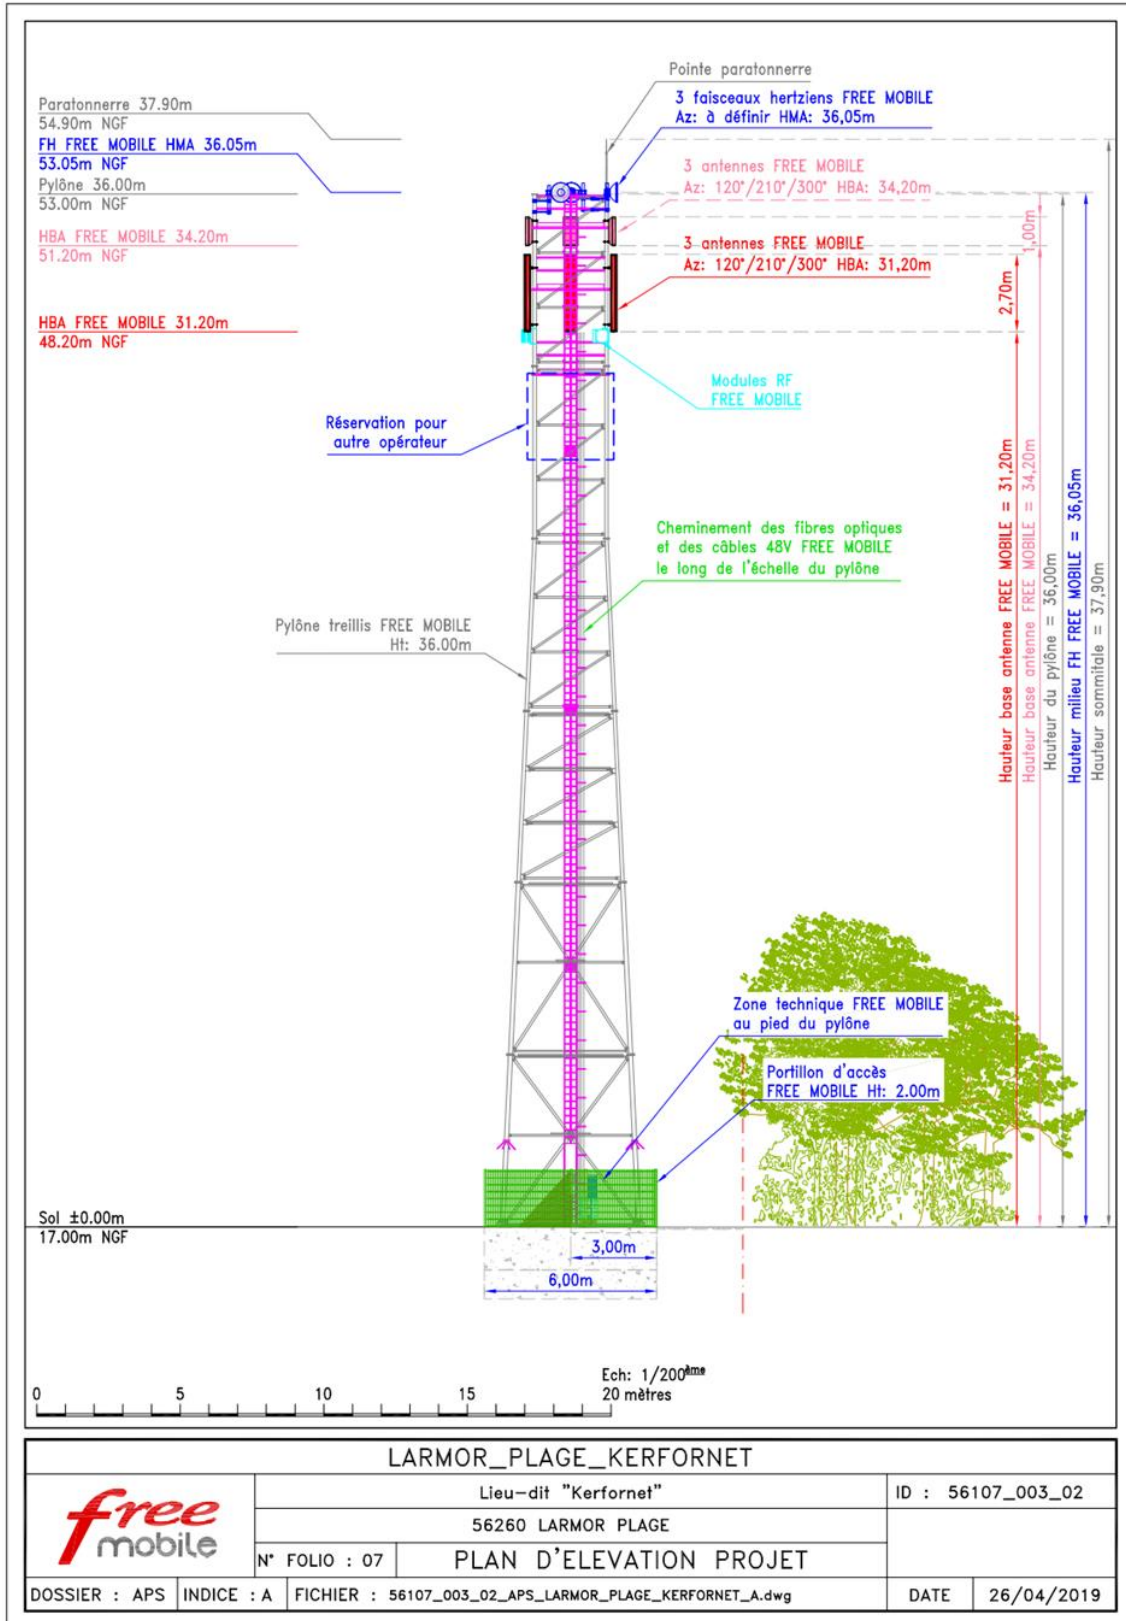 Pointe paratonnerre
3 faisceaux hertziens FREE MOBILE
Az: à définir HMA: 36,05m
Paratonnerre 37.90m
54.90m NGF
FH FREE MOBILE HMA 36.05m
53.05m NGF
Pylône 36.00m
53.00m NGF
HBA FREE MOBILE 34.20m
51.20m NGF
HBA FREE MOBILE 31.20m
48.20m NGF
3 antennes FREE MOBILE
Az: 120°/210°/300° HBA: 34,20m
3 antennes FREE MOBILE
Az: 120°/210°/300° HBA: 31,20m
1,00m
2,70m
Modules RF
FREE MOBILE
Réservation pour
autre opérateur
Cheminement des fibres optiques
et des câbles 48V FREE MOBILE
le long de l'échelle du pylône
Pylône treillis FREE MOBILE
Ht: 36.00m
Hauteur base antenne FREE MOBILE = 31,20m
Hauteur base antenne FREE MOBILE = 34,20m
Hauteur du pylône = 36,00m
Hauteur milieu FH FREE MOBILE = 36,05m
Hauteur sommitale = 37,90m
Zone technique FREE MOBILE
au pied du pylône
Portillon d'accès
FREE MOBILE Ht: 2.00m
Sol ±0.00m
17.00m NGF
3,00m
6,00m
Ech: 1/200ème
0 5 10 15 20 mètres
LARMOR_PLAGE_KERFORNET
free
mobile
Lieu-dit "Kerfornet"
ID : 56107_003_02
56260 LARMOR PLAGE
N° FOLIO : 07
PLAN D'ELEVATION PROJET
DOSSIER : APS
INDICE : A
FICHIER : 56107_003_02_APS_LARMOR_PLAGE_KERFORNET_A.dwg
DATE
26/04/2019